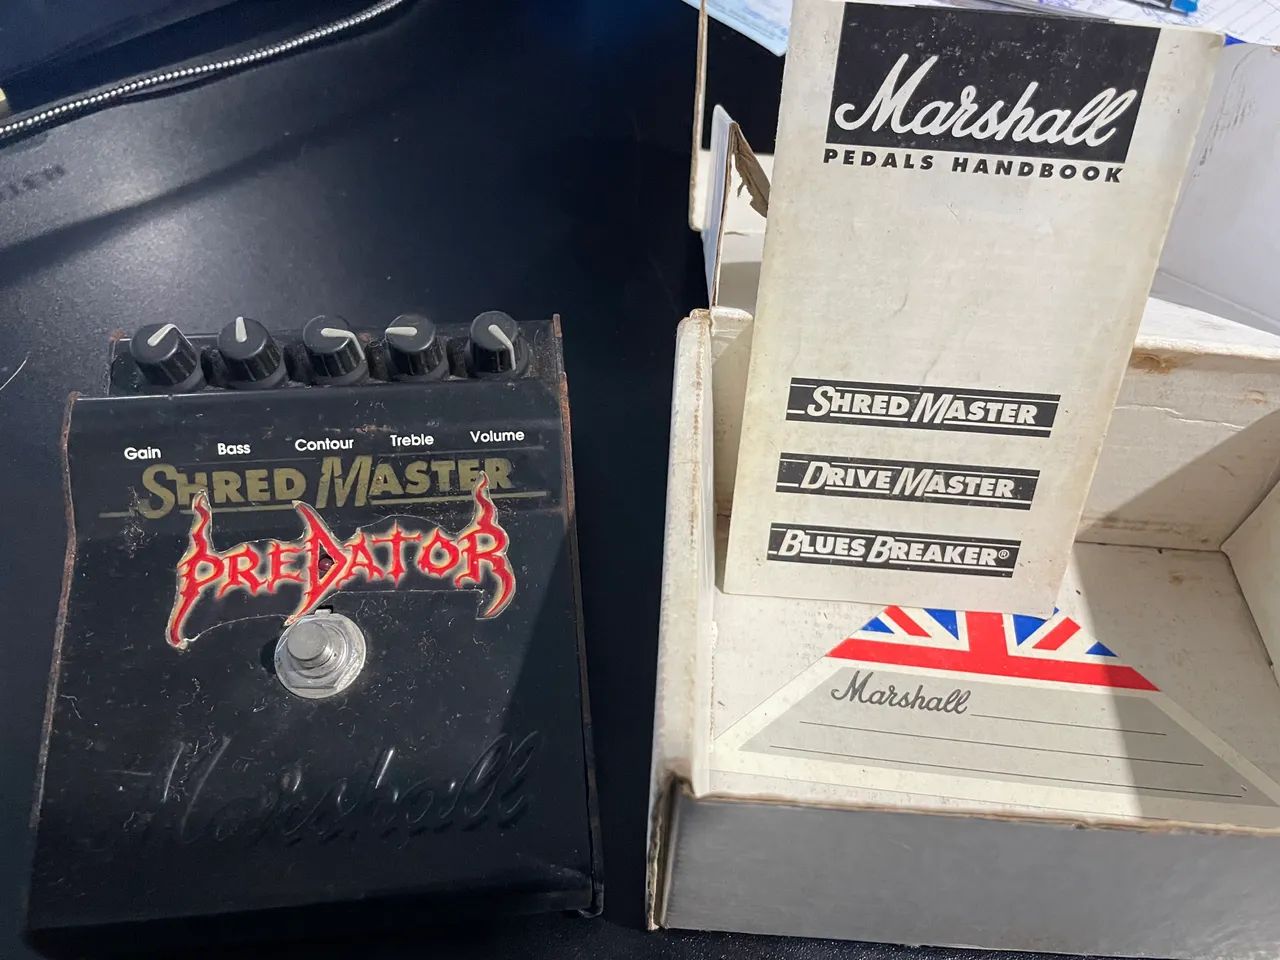 Gain Bass Contour Treble Volume
SHRED MASTER
PREDATOR
Marshall
Marshall
PEDALS HANDBOOK
SHRED MASTER
DRIVE MASTER
BLUES BREAKER®
Marshall